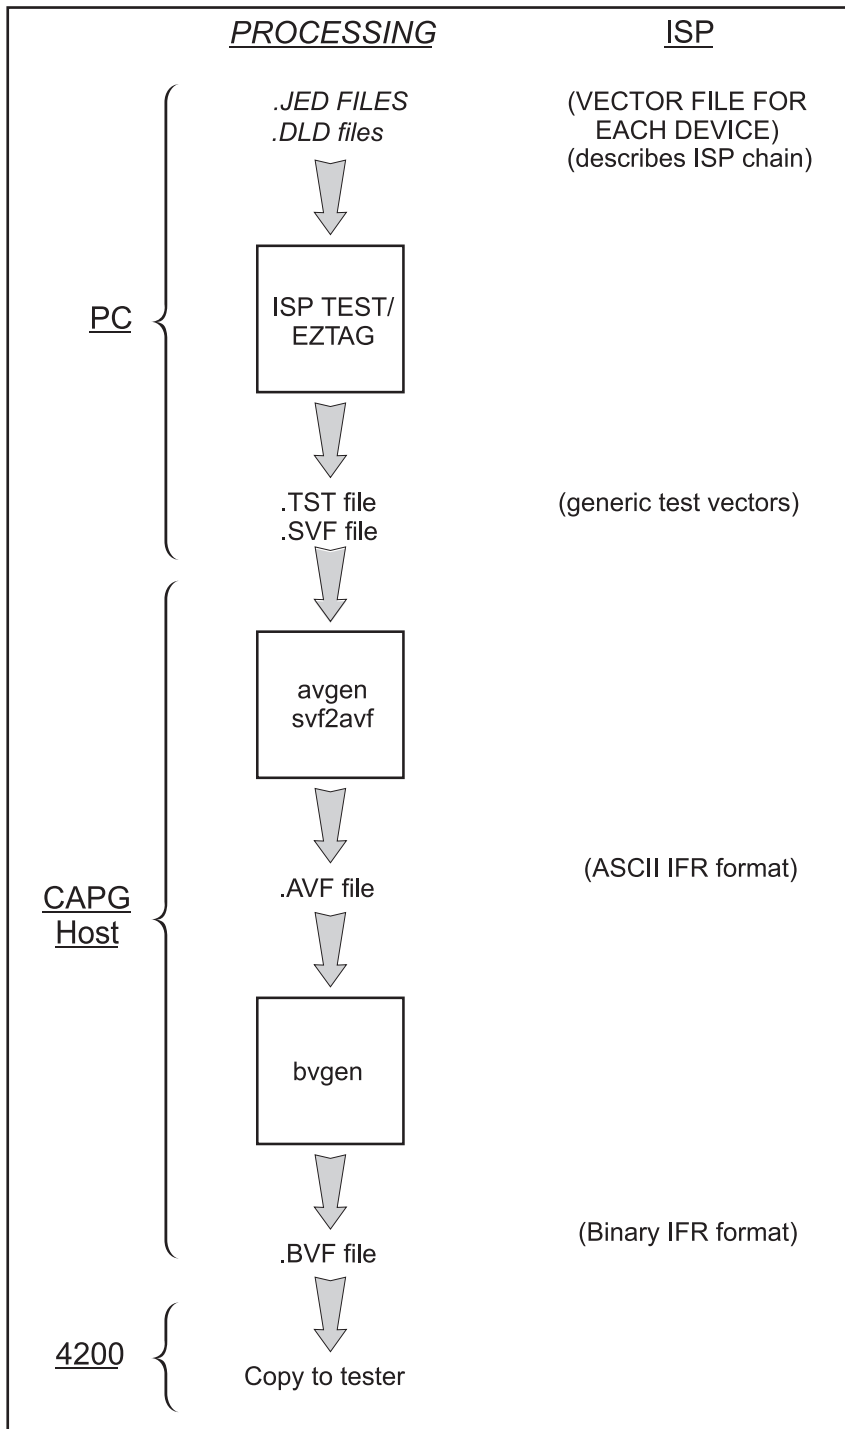 PROCESSING
ISP
.JED FILES
.DLD files
(VECTOR FILE FOR
EACH DEVICE)
(describes ISP chain)
PC
ISP TEST/
EZTAG
.TST file
.SVF file
(generic test vectors)
avgen
svf2avf
CAPG
Host
.AVF file
(ASCII IFR format)
bvgen
.BVF file
(Binary IFR format)
4200
Copy to tester